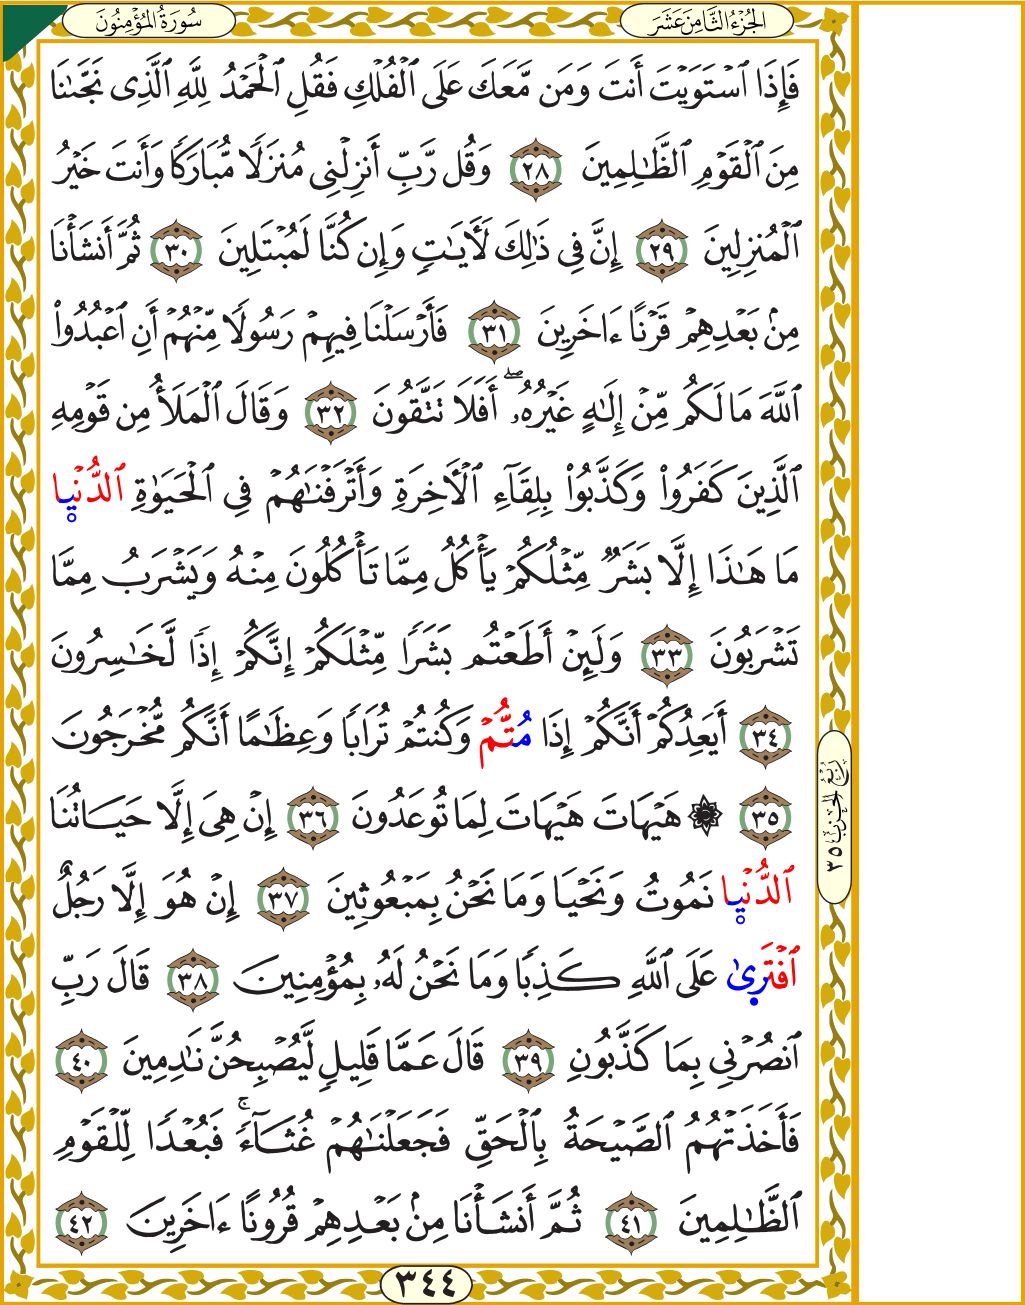 سُورَةُ المُؤْمِنُونَ
الجُزْءُ الثَّامِنَ عَشَرَ
فَإِذَا ٱسْتَوَيْتَ أَنتَ وَمَن مَّعَكَ عَلَى ٱلْفُلْكِ فَقُلِ ٱلْحَمْدُ لِلَّهِ ٱلَّذِى نَجَّىٰنَا
مِنَ ٱلْقَوْمِ ٱلظَّٰلِمِينَ ٢٨ وَقُل رَّبِّ أَنزِلْنِى مُنزَلًا مُّبَارَكًا وَأَنتَ خَيْرُ
ٱلْمُنزِلِينَ ٢٩ إِنَّ فِى ذَٰلِكَ لَأٓيَٰتٍ وَإِن كُنَّا لَمُبْتَلِينَ ٣٠ ثُمَّ أَنشَأْنَا
مِنۢ بَعْدِهِمْ قَرْنًا ءَاخَرِينَ ٣١ فَأَرْسَلْنَا فِيهِمْ رَسُولًا مِّنْهُمْ أَنِ ٱعْبُدُوا۟
ٱللَّهَ مَا لَكُم مِّنْ إِلَٰهٍ غَيْرُهُۥٓۖ أَفَلَا تَتَّقُونَ ٣٢ وَقَالَ ٱلْمَلَأُ مِن قَوْمِهِ
ٱلَّذِينَ كَفَرُوا۟ وَكَذَّبُوا۟ بِلِقَآءِ ٱلْأَخِرَةِ وَأَتْرَفْنَٰهُمْ فِى ٱلْحَيَوٰةِ ٱلدُّنْيا
مَا هَٰذَا إِلَّا بَشَرٌ مِّثْلُكُمْ يَأْكُلُ مِمَّا تَأْكُلُونَ مِنْهُ وَيَشْرَبُ مِمَّا
تَشْرَبُونَ ٣٣ وَلَئِنْ أَطَعْتُم بَشَرًا مِّثْلَكُمْ إِنَّكُمْ إِذًا لَّخَٰسِرُونَ
٣٤ أَيَعِدُكُمْ أَنَّكُمْ إِذَا مُتُّمْ وَكُنتُمْ تُرَابًا وَعِظَٰمًا أَنَّكُم مُّخْرَجُونَ
٣٥ ۞ هَيْهَاتَ هَيْهَاتَ لِمَا تُوعَدُونَ ٣٦ إِنْ هِىَ إِلَّا حَيَاتُنَا
ٱلدُّنْيا نَمُوتُ وَنَحْيَا وَمَا نَحْنُ بِمَبْعُوثِينَ ٣٧ إِنْ هُوَ إِلَّا رَجُلٌ
ٱفْتَرىٰ عَلَى ٱللَّهِ كَذِبًا وَمَا نَحْنُ لَهُۥ بِمُؤْمِنِينَ ٣٨ قَالَ رَبِّ
ٱنصُرْنِى بِمَا كَذَّبُونِ ٣٩ قَالَ عَمَّا قَلِيلٍ لَّيُصْبِحُنَّ نَٰدِمِينَ ٤٠
فَأَخَذَتْهُمُ ٱلصَّيْحَةُ بِٱلْحَقِّ فَجَعَلْنَٰهُمْ غُثَآءًۚ فَبُعْدًا لِّلْقَوْمِ
ٱلظَّٰلِمِينَ ٤١ ثُمَّ أَنشَأْنَا مِنۢ بَعْدِهِمْ قُرُونًا ءَاخَرِينَ ٤٢
رُبْعُ الحِزْبِ ٣٥
٣٤٤